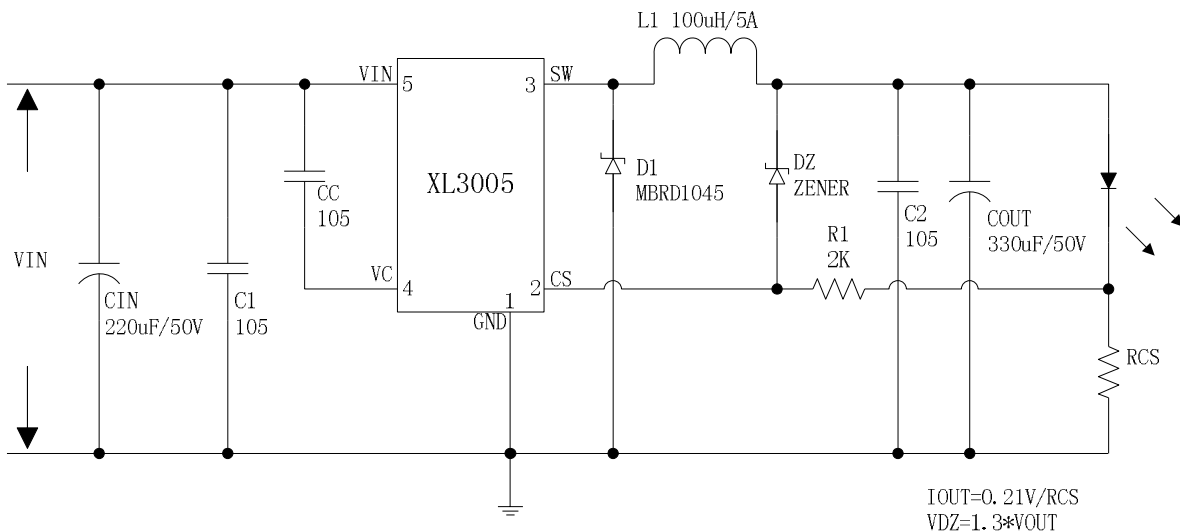 L1 100uH/5A
VIN
5
3
SW
XL3005
CC
105
D1
MBRD1045
DZ
ZENER
C2
105
COUT
330uF/50V
R1
2K
VIN
VC
4
2
CS
1
GND
CIN
220uF/50V
C1
105
RCS
IOUT=0.21V/RCS
VDZ=1.3*VOUT